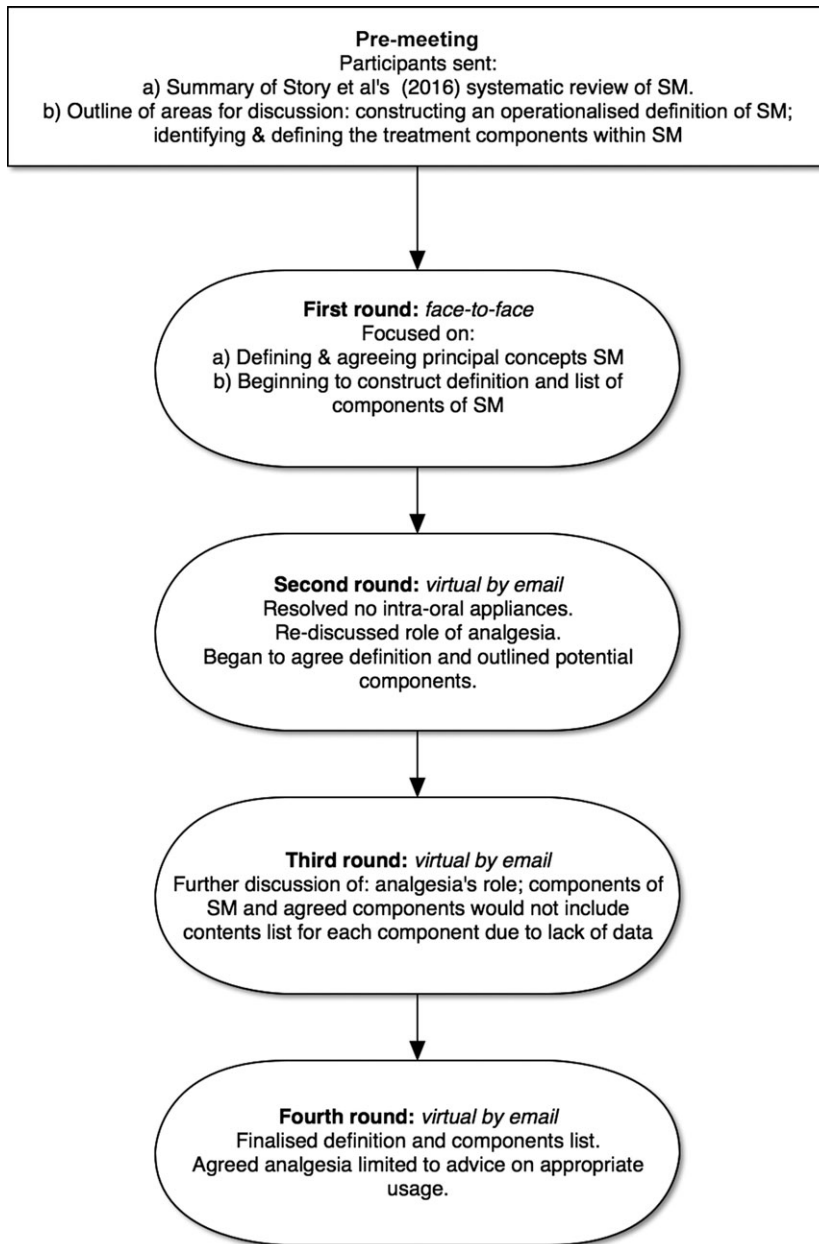 Pre-meeting
Participants sent:
a) Summary of Story et al's (2016) systematic review of SM.
b) Outline of areas for discussion: constructing an operationalised definition of SM;
identifying & defining the treatment components within SM
First round: face-to-face
Focused on:
a) Defining & agreeing principal concepts SM
b) Beginning to construct definition and list of
components of SM
Second round: virtual by email
Resolved no intra-oral appliances.
Re-discussed role of analgesia.
Began to agree definition and outlined potential
components.
Third round: virtual by email
Further discussion of: analgesia's role; components of
SM and agreed components would not include
contents list for each component due to lack of data
Fourth round: virtual by email
Finalised definition and components list.
Agreed analgesia limited to advice on appropriate
usage.